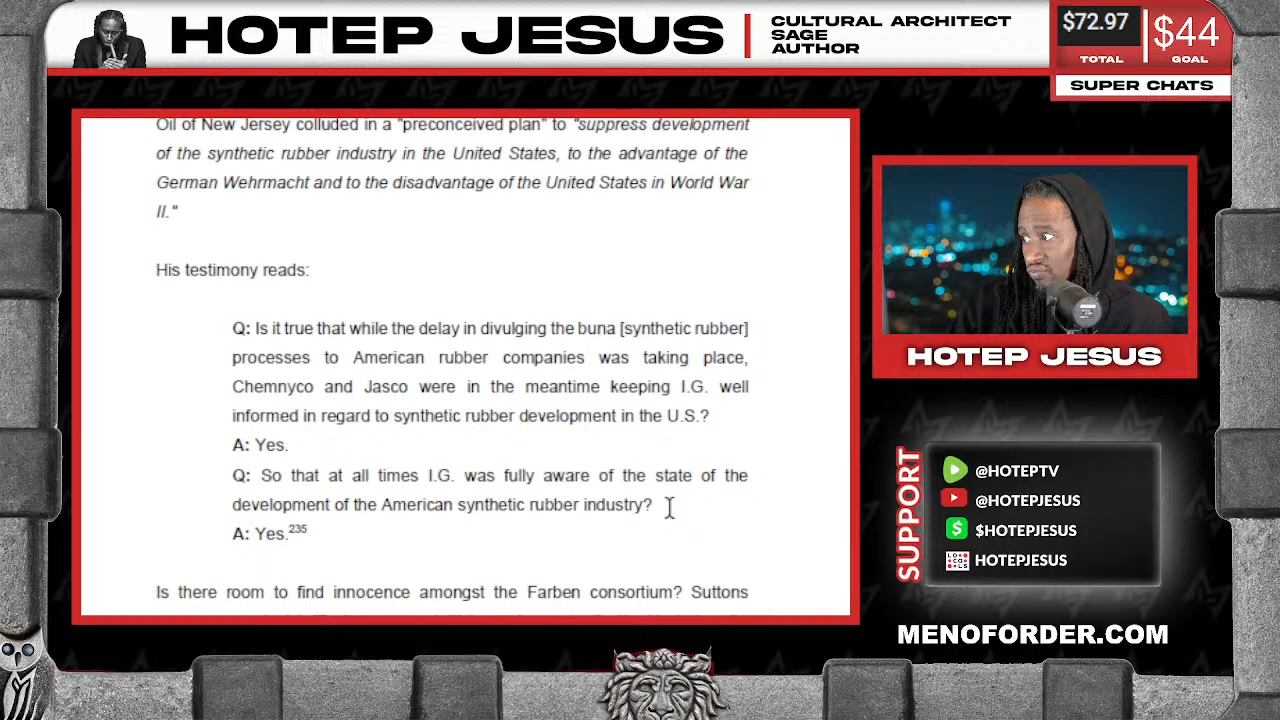 HOTEP JESUS
CULTURAL ARCHITECT
SAGE
AUTHOR
$72.97
TOTAL
$44
GOAL
SUPER CHATS
Oil of New Jersey colluded in a "preconceived plan" to "suppress development
of the synthetic rubber industry in the United States, to the advantage of the
German Wehrmacht and to the disadvantage of the United States in World War
II."
His testimony reads:
Q: Is it true that while the delay in divulging the buna [synthetic rubber]
processes to American rubber companies was taking place,
Chemnyco and Jasco were in the meantime keeping I.G. well
informed in regard to synthetic rubber development in the U.S.?
A: Yes.
Q: So that at all times I.G. was fully aware of the state of the
development of the American synthetic rubber industry?
A: Yes.235
Is there room to find innocence amongst the Farben consortium? Suttons
HOTEP JESUS
SUPPORT
@HOTEPTV
@HOTEPJESUS
$HOTEPJESUS
HOTEPJESUS
MENOFORDER.COM